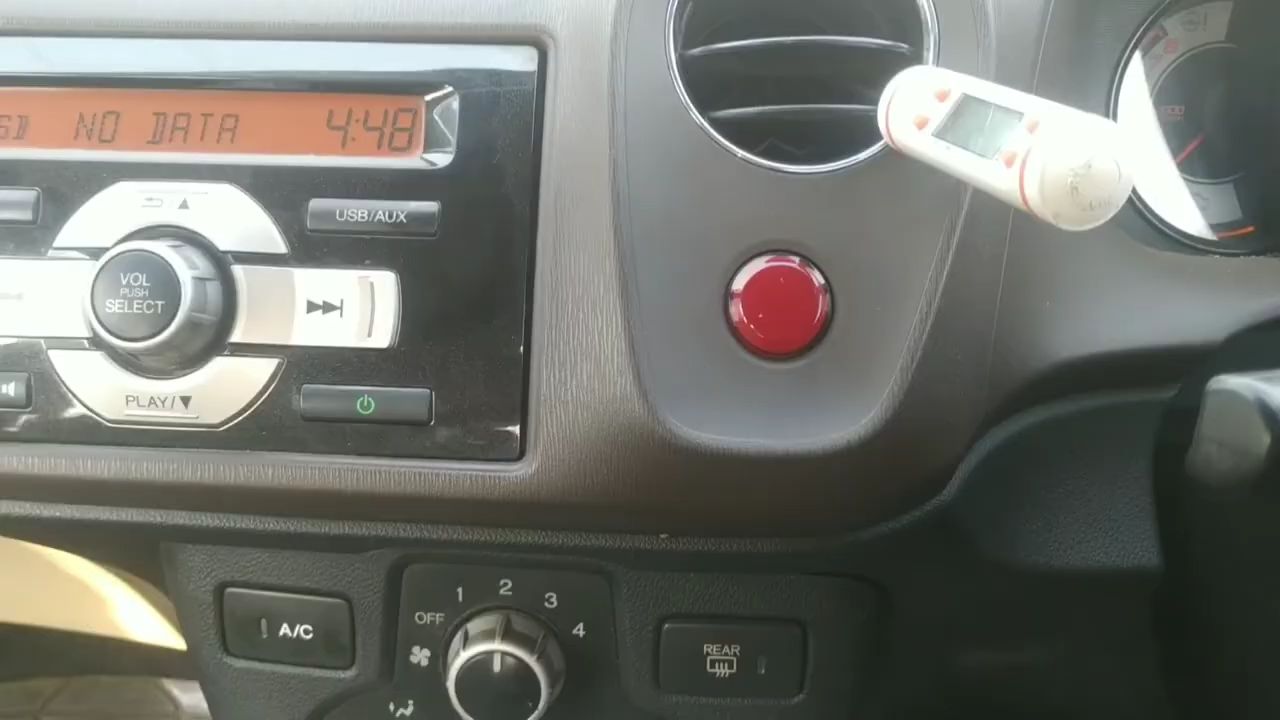 NO DATA 4:48
USB/AUX
VOL
PUSH
SELECT
PLAY/▼
1 2 3 4
OFF
A/C
REAR